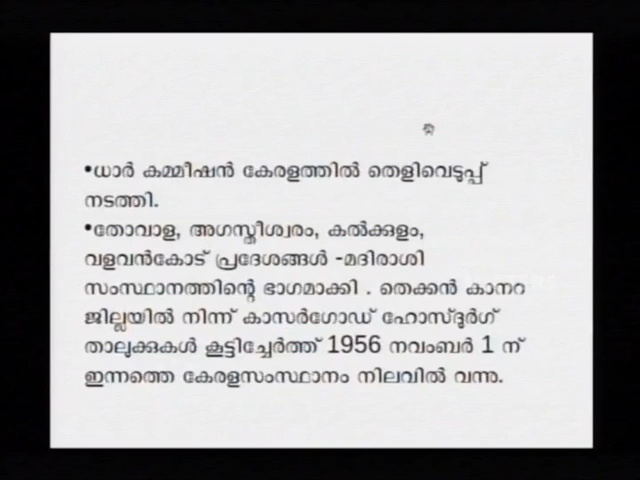 •ധാർ കമ്മീഷൻ കേരളത്തിൽ തെളിവെടുപ്പ്
നടത്തി.
•തോവാള, അഗസ്തീശ്വരം, കൽക്കുളം,
വളവൻകോട് പ്രദേശങ്ങൾ -മദിരാശി
സംസ്ഥാനത്തിന്റെ ഭാഗമാക്കി . തെക്കൻ കാനറ
ജില്ലയിൽ നിന്ന് കാസർഗോഡ് ഹോസ്ദുർഗ്
താലൂക്കുകൾ കൂട്ടിച്ചേർത്ത് 1956 നവംബർ 1 ന്
ഇന്നത്തെ കേരളസംസ്ഥാനം നിലവിൽ വന്നു.